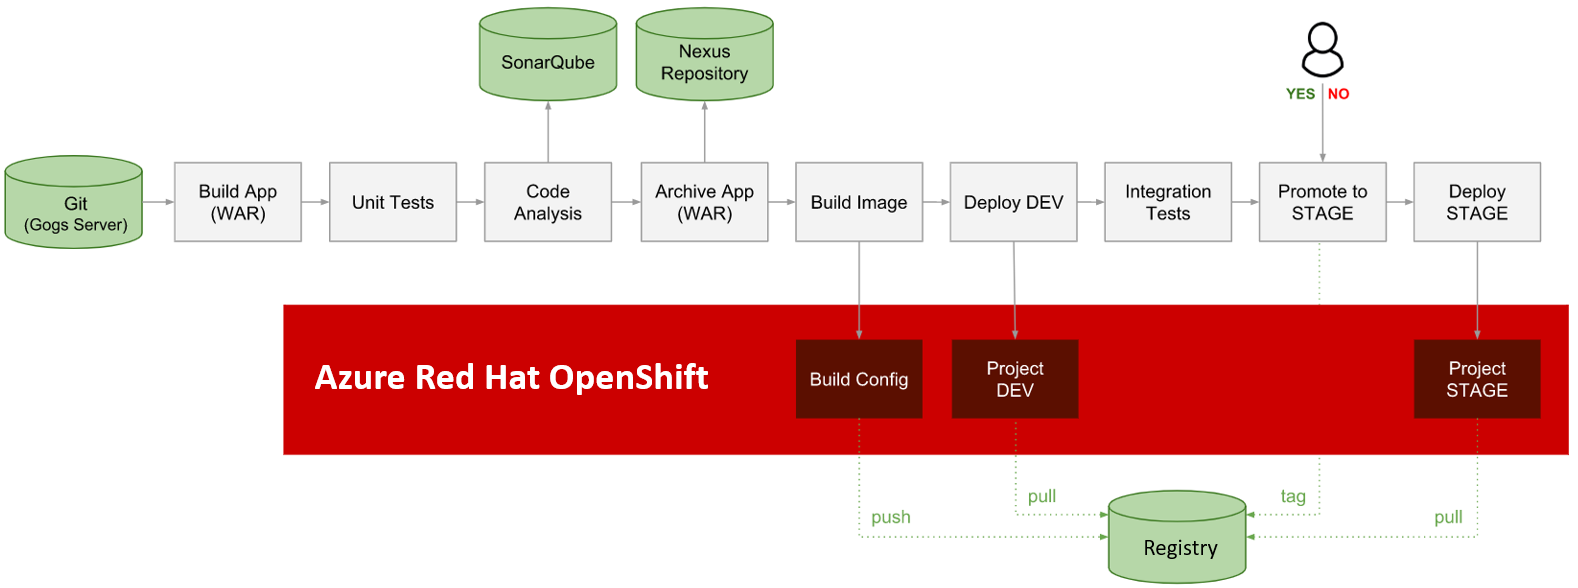 SonarQube
Nexus
Repository
YES NO
Git
(Gogs Server)
Build App
(WAR)
Unit Tests
Code
Analysis
Archive App
(WAR)
Build Image
Deploy DEV
Integration
Tests
Promote to
STAGE
Deploy
STAGE
Azure Red Hat OpenShift
Build Config
Project
DEV
Project
STAGE
push
pull
tag
pull
Registry